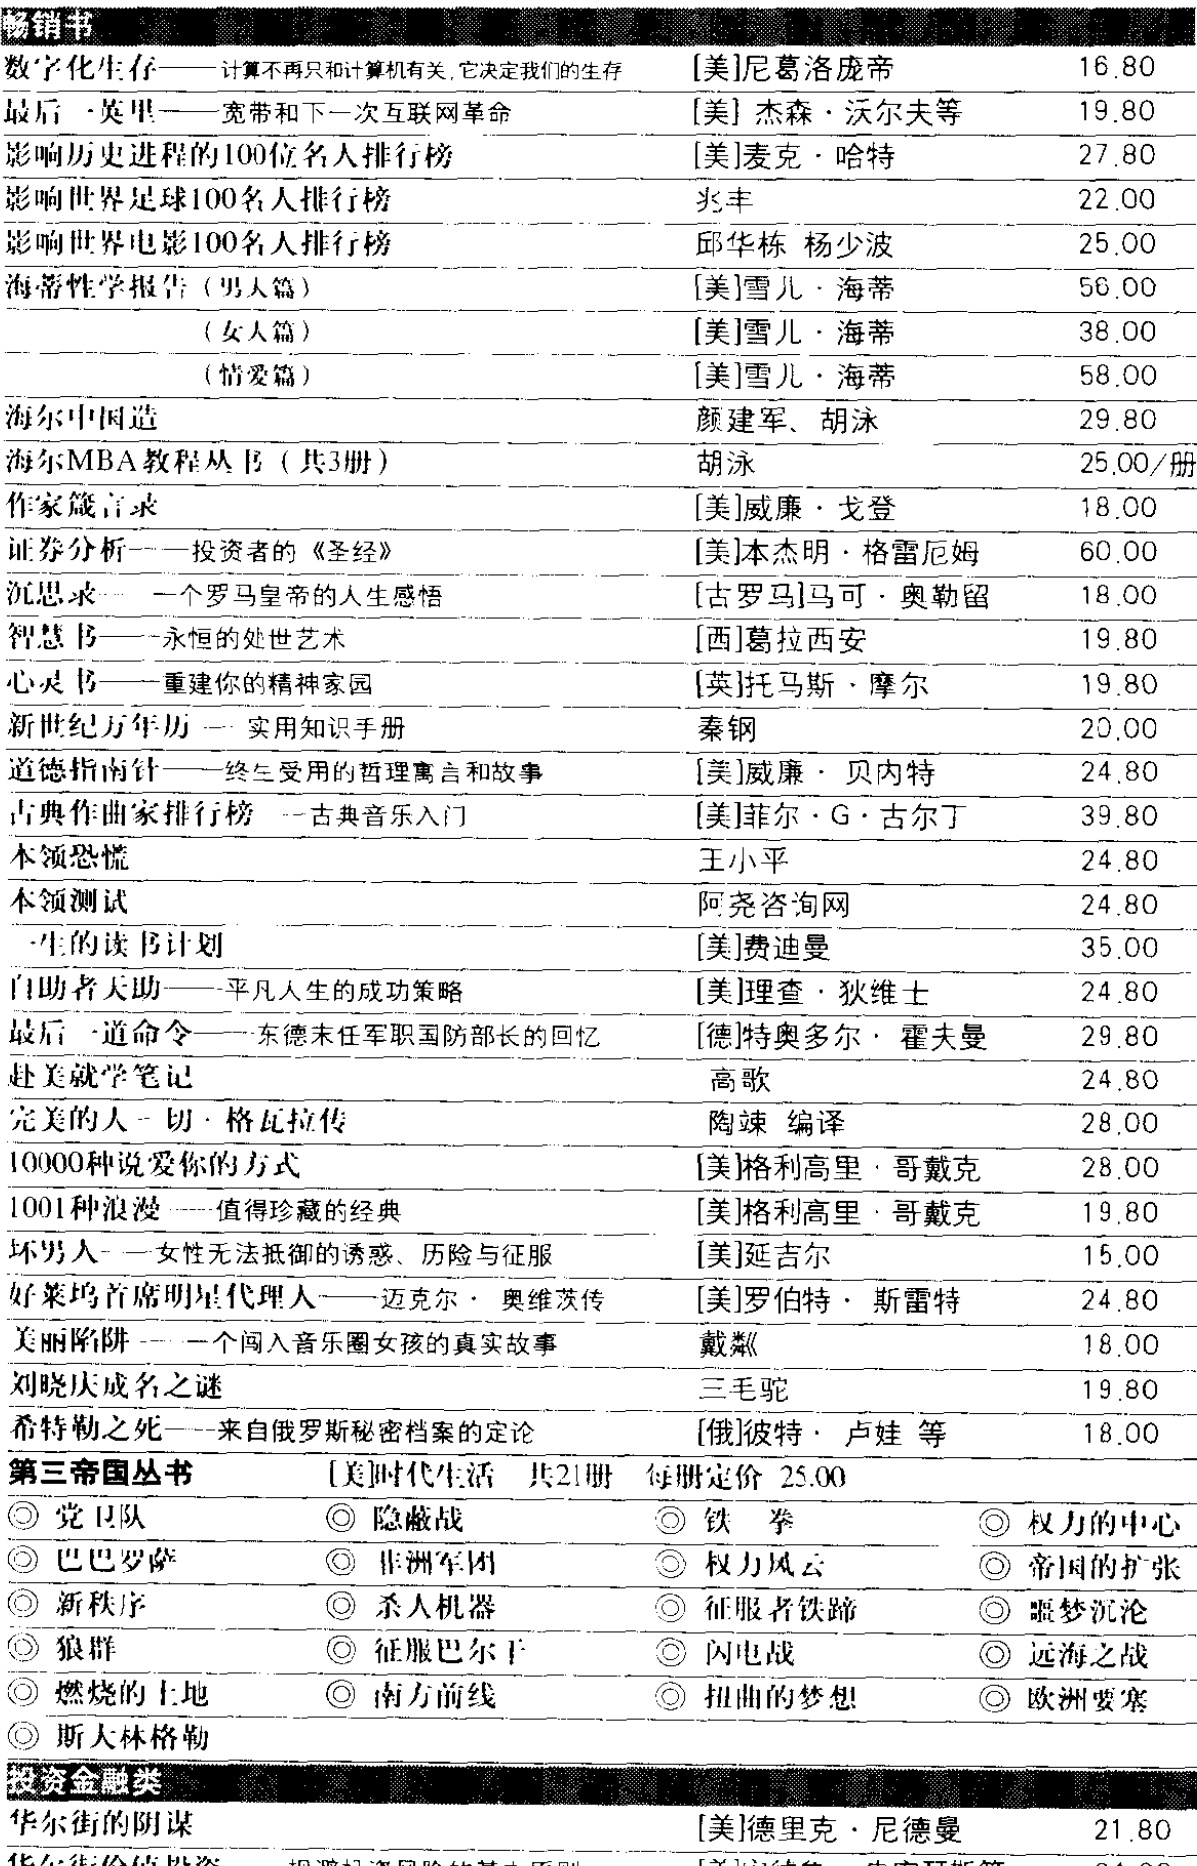 畅销书
数字化生存——计算不再只和计算机有关,它决定我们的生存 [美]尼葛洛庞帝 16.80
最后一英里——宽带和下一次互联网革命 [美] 杰森·沃尔夫等 19.80
影响历史进程的100位名人排行榜 [美]麦克·哈特 27.80
影响世界足球100名人排行榜 兆丰 22.00
影响世界电影100名人排行榜 邱华栋 杨少波 25.00
海蒂性学报告(男人篇) [美]雪儿·海蒂 56.00
(女人篇) [美]雪儿·海蒂 38.00
(情爱篇) [美]雪儿·海蒂 58.00
海尔中国造 颜建军、胡泳 29.80
海尔MBA教程丛书(共3册) 胡泳 25.00/册
作家箴言录 [美]威廉·戈登 18.00
证券分析——投资者的《圣经》 [美]本杰明·格雷厄姆 60.00
沉思录——一个罗马皇帝的人生感悟 [古罗马]马可·奥勒留 18.00
智慧书——永恒的处世艺术 [西]葛拉西安 19.80
心灵书——重建你的精神家园 [英]托马斯·摩尔 19.80
新世纪万年历——实用知识手册 秦钢 20.00
道德指南针——终生受用的哲理寓言和故事 [美]威廉·贝内特 24.80
古典作曲家排行榜——古典音乐入门 [美]菲尔·G·古尔丁 39.80
本领恐慌 王小平 24.80
本领测试 阿尧咨询网 24.80
一生的读书计划 [美]费迪曼 35.00
自助者天助——平凡人生的成功策略 [美]理查·狄维士 24.80
最后一道命令——东德末任军职国防部长的回忆 [德]特奥多尔·霍夫曼 29.80
赴美就学笔记 高歌 24.80
完美的人-切·格瓦拉传 陶竦 编译 28.00
10000种说爱你的方式 [美]格利高里·哥戴克 28.00
1001种浪漫——值得珍藏的经典 [美]格利高里·哥戴克 19.80
坏男人——女性无法抵御的诱惑、历险与征服 [美]延吉尔 15.00
好莱坞首席明星代理人——迈克尔·奥维茨传 [美]罗伯特·斯雷特 24.80
美丽陷阱——一个闯入音乐圈女孩的真实故事 戴粼 18.00
刘晓庆成名之谜 三毛驼 19.80
希特勒之死——来自俄罗斯秘密档案的定论 [俄]彼特·卢娃 等 18.00
第三帝国丛书 [美]时代生活 共21册 每册定价 25.00
◎ 党卫队 ◎ 隐蔽战 ◎ 铁 拳 ◎ 权力的中心
◎ 巴巴罗萨 ◎ 非洲军团 ◎ 权力风云 ◎ 帝国的扩张
◎ 新秩序 ◎ 杀人机器 ◎ 征服者铁蹄 ◎ 噩梦沉沦
◎ 狼群 ◎ 征服巴尔干 ◎ 闪电战 ◎ 远海之战
◎ 燃烧的土地 ◎ 南方前线 ◎ 扭曲的梦想 ◎ 欧洲要塞
◎ 斯大林格勒
投资金融类
华尔街的阴谋 [美]德里克·尼德曼 21.80